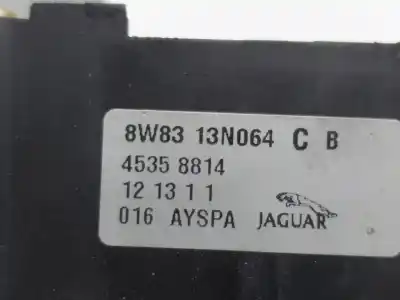 8W83 13N064 C B
4535 8814
12 13 1 1
016 AYSPA JAGUAR